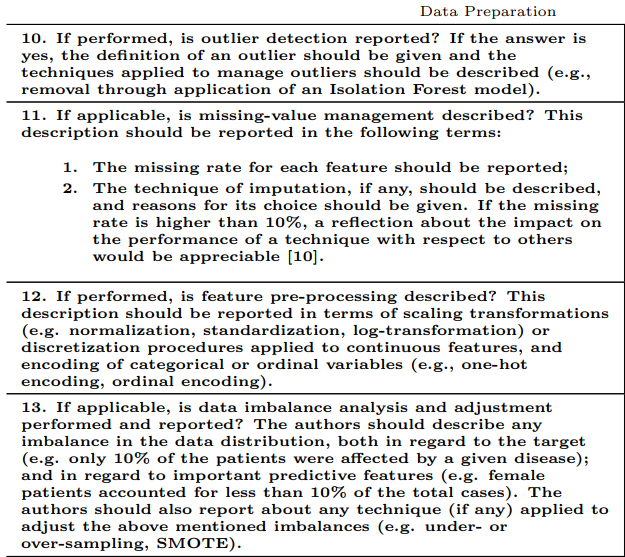 Data Preparation
10. If performed, is outlier detection reported? If the answer is
yes, the definition of an outlier should be given and the
techniques applied to manage outliers should be described (e.g.,
removal through application of an Isolation Forest model).
11. If applicable, is missing-value management described? This
description should be reported in the following terms:
1. The missing rate for each feature should be reported;
2. The technique of imputation, if any, should be described,
and reasons for its choice should be given. If the missing
rate is higher than 10%, a reflection about the impact on
the performance of a technique with respect to others
would be appreciable [10].
12. If performed, is feature pre-processing described? This
description should be reported in terms of scaling transformations
(e.g. normalization, standardization, log-transformation) or
discretization procedures applied to continuous features, and
encoding of categorical or ordinal variables (e.g., one-hot
encoding, ordinal encoding).
13. If applicable, is data imbalance analysis and adjustment
performed and reported? The authors should describe any
imbalance in the data distribution, both in regard to the target
(e.g. only 10% of the patients were affected by a given disease);
and in regard to important predictive features (e.g. female
patients accounted for less than 10% of the total cases). The
authors should also report about any technique (if any) applied to
adjust the above mentioned imbalances (e.g. under- or
over-sampling, SMOTE).